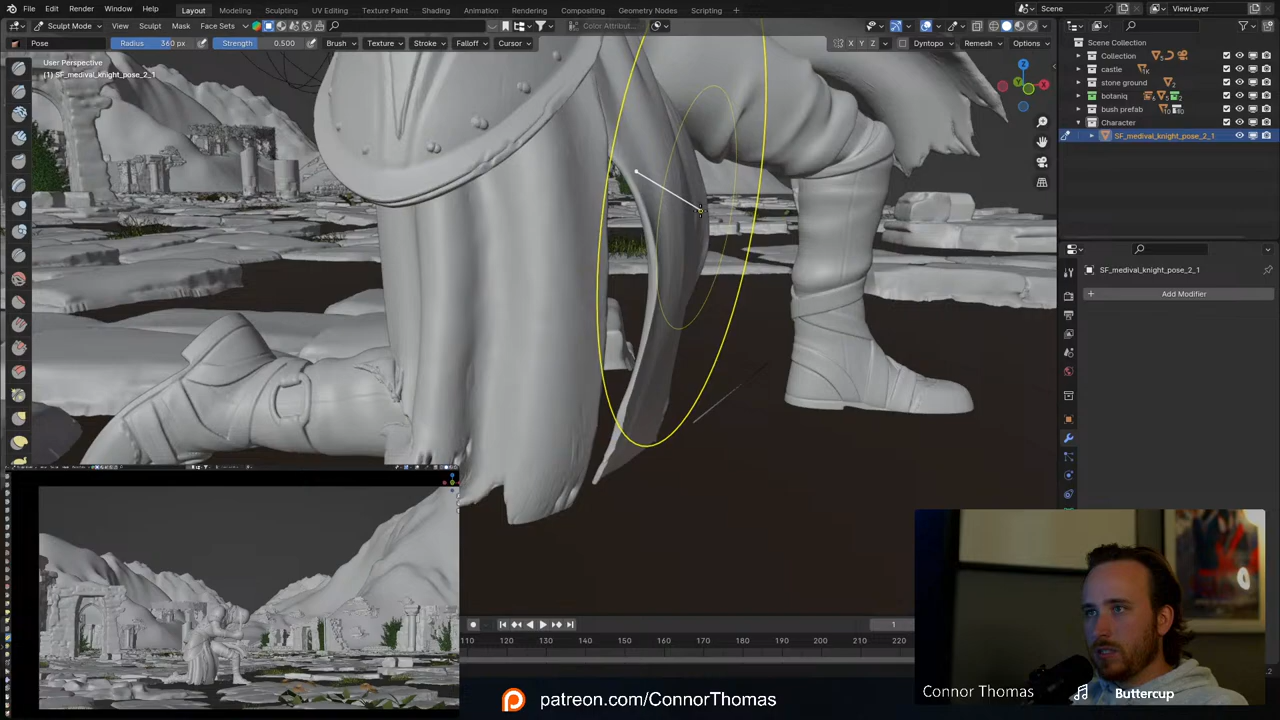 File Edit Render Window Help Layout Modeling Sculpting UV Editing Texture Paint Shading Animation Rendering Compositing Geometry Nodes Scripting Scene ViewLayer
Sculpt Mode View Sculpt Mask Face Sets Color Attribut...
Pose Radius 360 px Strength 0.500 Brush Texture Stroke Falloff Cursor X Y Z Dyntopo Remesh Options
User Perspective
(1) SF_medival_knight_pose_2_1
Scene Collection
Collection
castle
stone ground
botaniq
bush prefab
Character
SF_medival_knight_pose_2_1
SF_medival_knight_pose_2_1
Add Modifier
1
110 120 130 140 150 160 170 180 190 200 210 220
patreon.com/ConnorThomas
Connor Thomas Buttercup